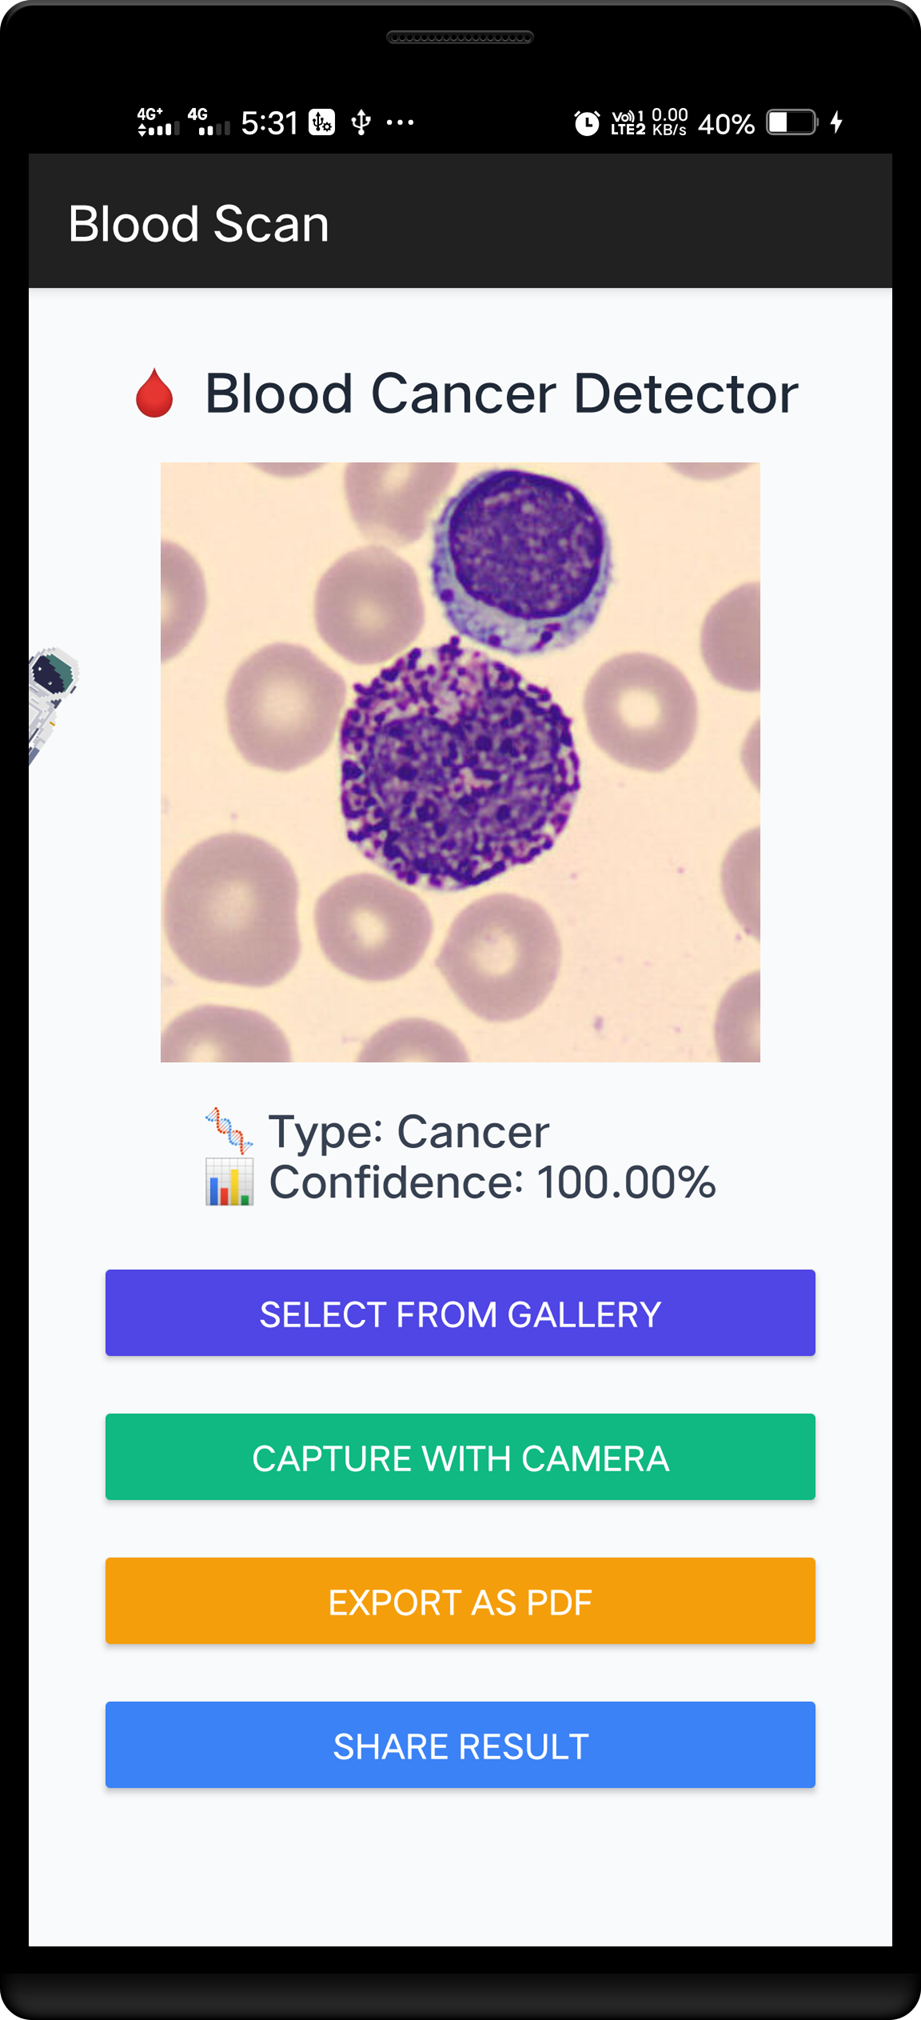 4G+ 4G 5:31 ... Vo)) 1 LTE2 0.00 KB/s 40%
Blood Scan
Blood Cancer Detector
Type: Cancer
Confidence: 100.00%
SELECT FROM GALLERY
CAPTURE WITH CAMERA
EXPORT AS PDF
SHARE RESULT